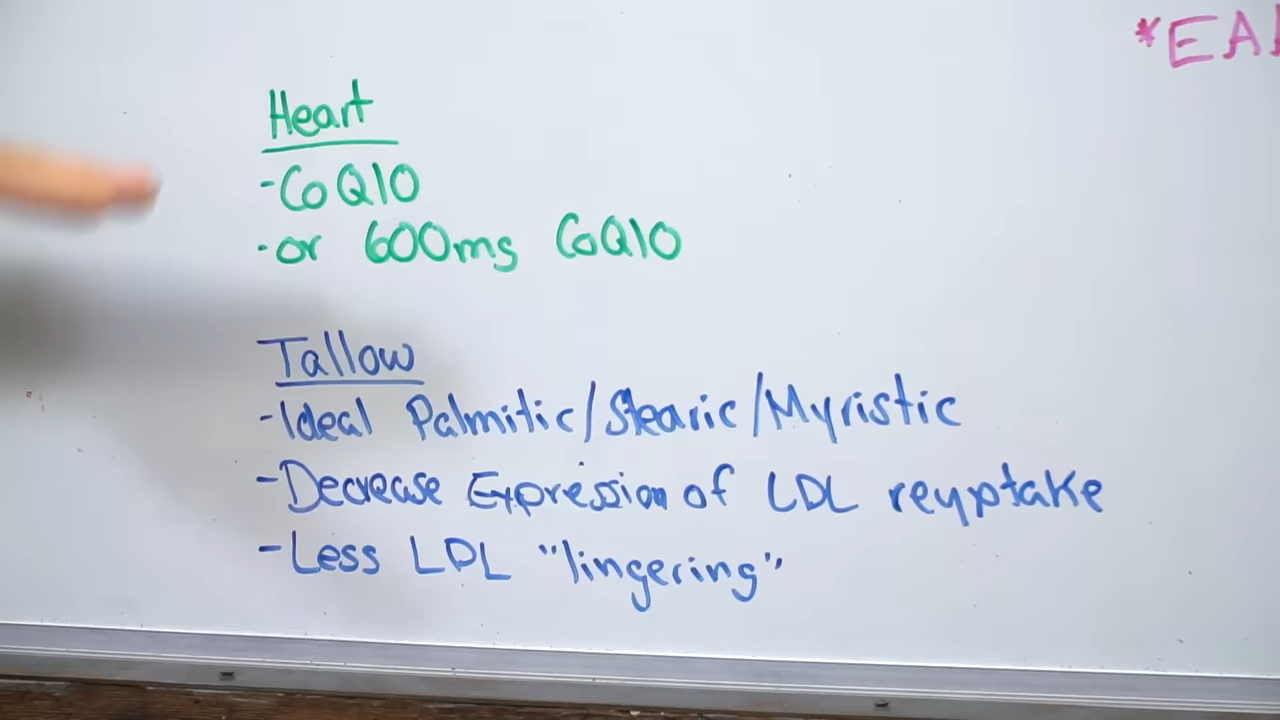 *EA
Heart
-CoQ10
-or 600mg CoQ10
Tallow
-Ideal Palmitic/Stearic/Myristic
-Decrease Expression of LDL reuptake
-Less LDL "lingering"